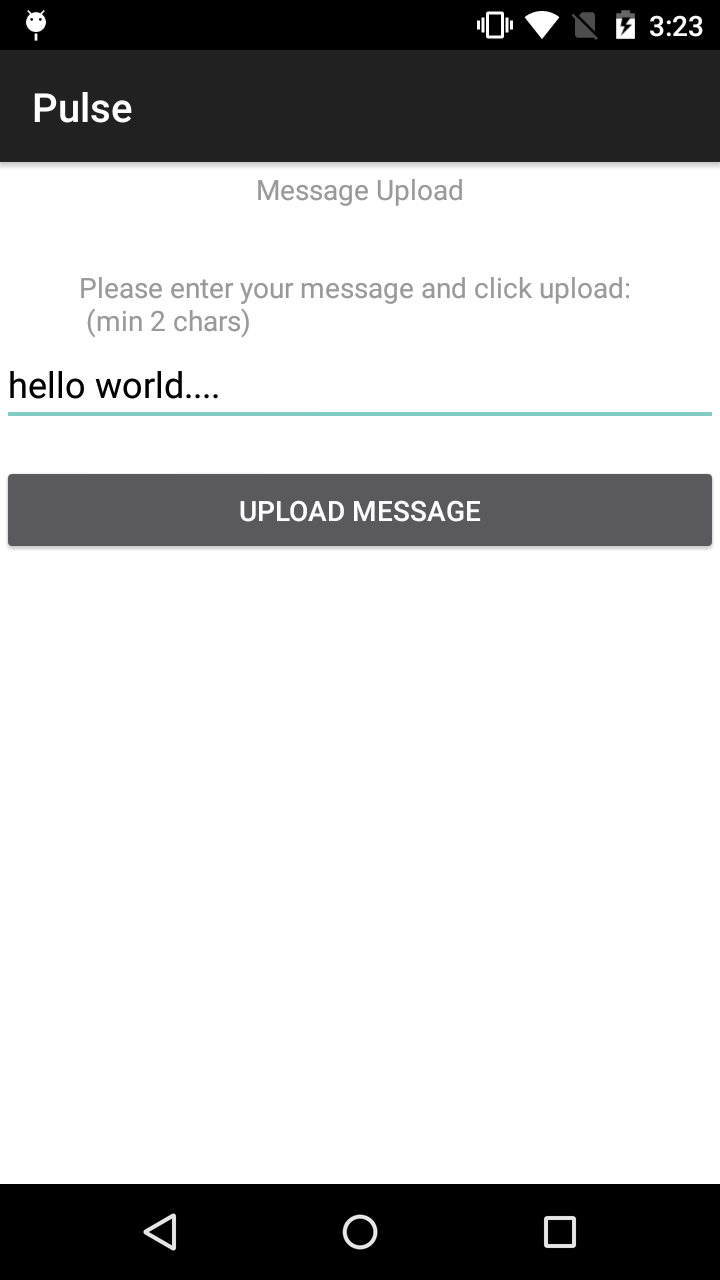 3:23
Pulse
Message Upload
Please enter your message and click upload:
(min 2 chars)
hello world....
UPLOAD MESSAGE